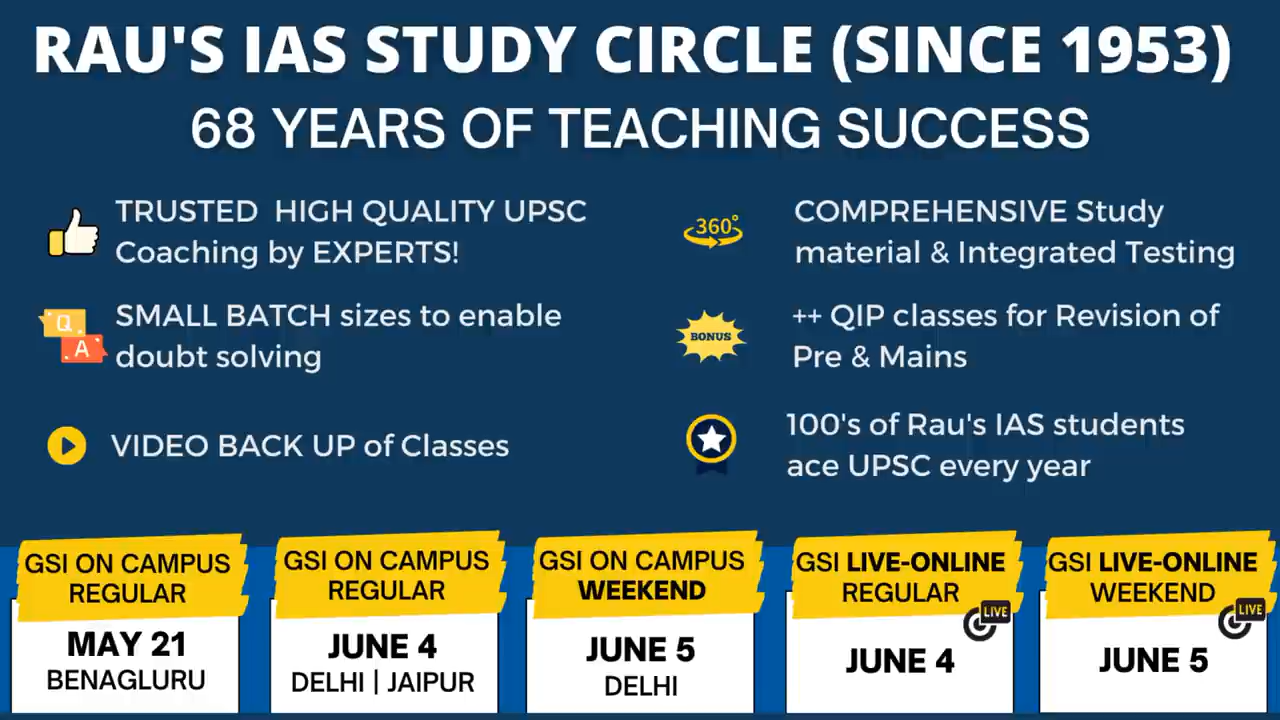 RAU'S IAS STUDY CIRCLE (SINCE 1953)
68 YEARS OF TEACHING SUCCESS
TRUSTED HIGH QUALITY UPSC
Coaching by EXPERTS!
Q
A
SMALL BATCH sizes to enable
doubt solving
VIDEO BACK UP of Classes
360°
COMPREHENSIVE Study
material & Integrated Testing
BONUS
++ QIP classes for Revision of
Pre & Mains
100's of Rau's IAS students
ace UPSC every year
GSI ON CAMPUS
REGULAR
MAY 21
BENAGLURU
GSI ON CAMPUS
REGULAR
JUNE 4
DELHI | JAIPUR
GSI ON CAMPUS
WEEKEND
JUNE 5
DELHI
GSI LIVE-ONLINE
REGULAR
LIVE
JUNE 4
GSI LIVE-ONLINE
WEEKEND
LIVE
JUNE 5